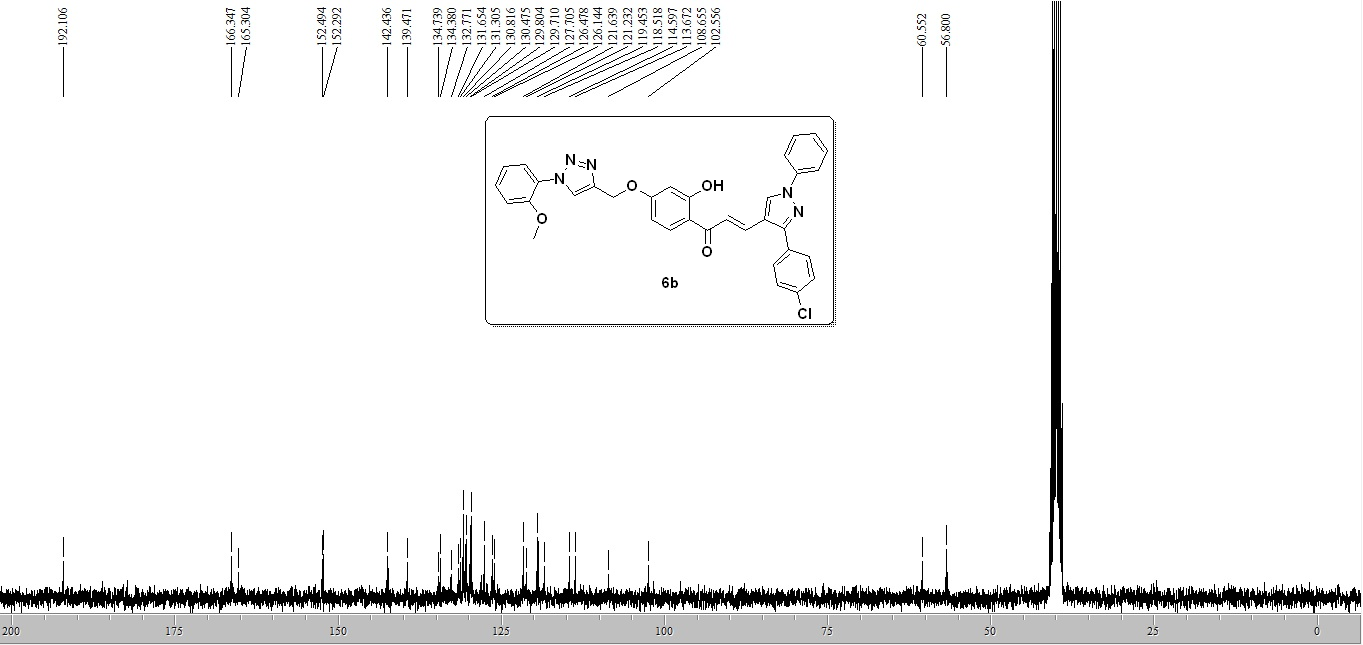 192.106
166.347
165.304
152.494
152.292
142.436
139.471
134.739
134.380
132.771
131.654
131.305
130.816
130.475
129.804
129.710
127.705
126.478
126.144
121.639
121.232
119.453
118.518
114.597
113.672
108.655
102.556
60.552
56.800
N
N
N
O
O
OH
O
N
N
Cl
6b
200 175 150 125 100 75 50 25 0